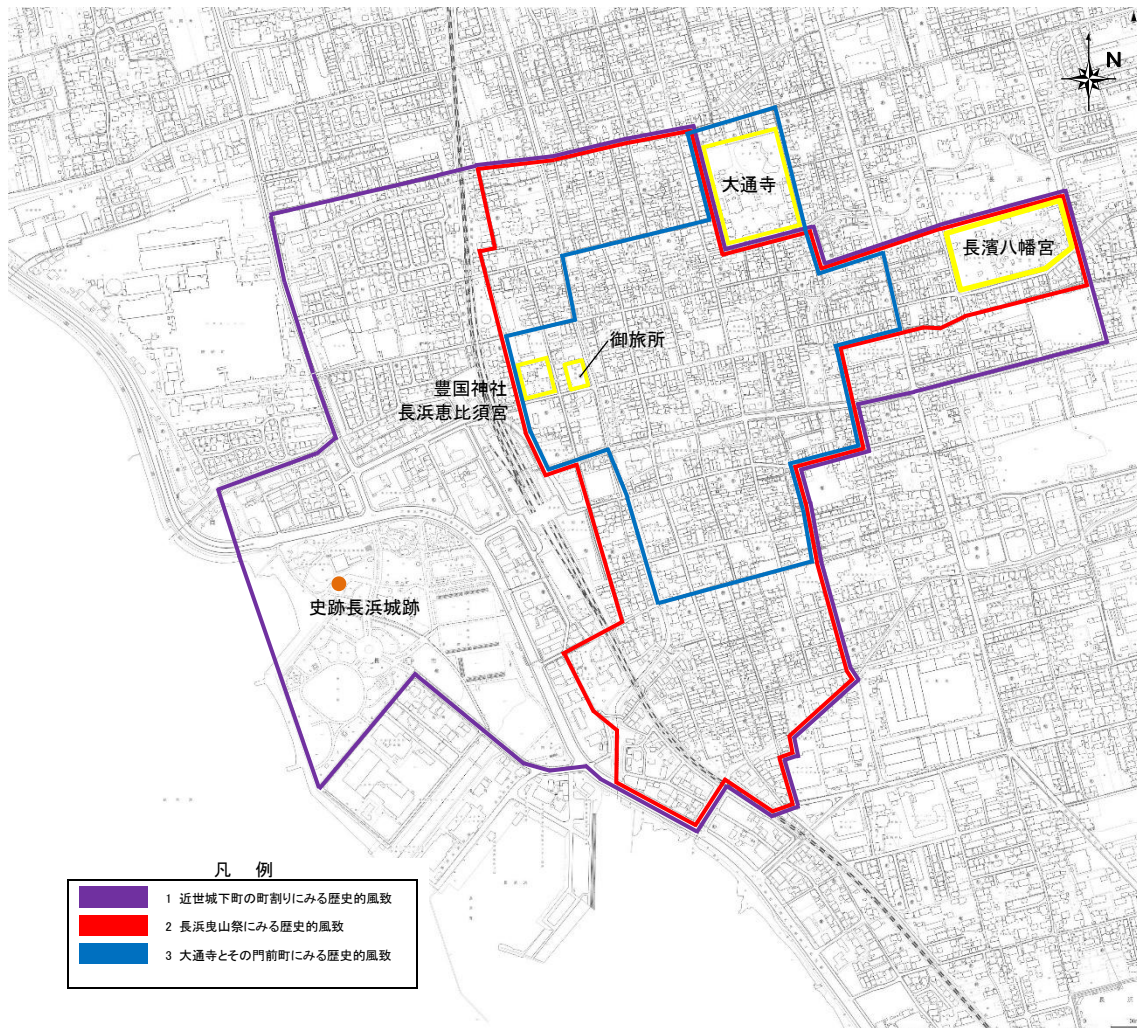 N
大通寺
長濱八幡宮
御旅所
豊国神社
長浜恵比須宮
史跡長浜城跡
凡 例
1 近世城下町の町割りにみる歴史的風致
2 長浜曳山祭にみる歴史的風致
3 大通寺とその門前町にみる歴史的風致